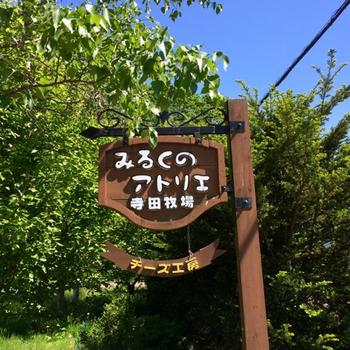 みるくの
アトリエ
寺田牧場
チーズ工房